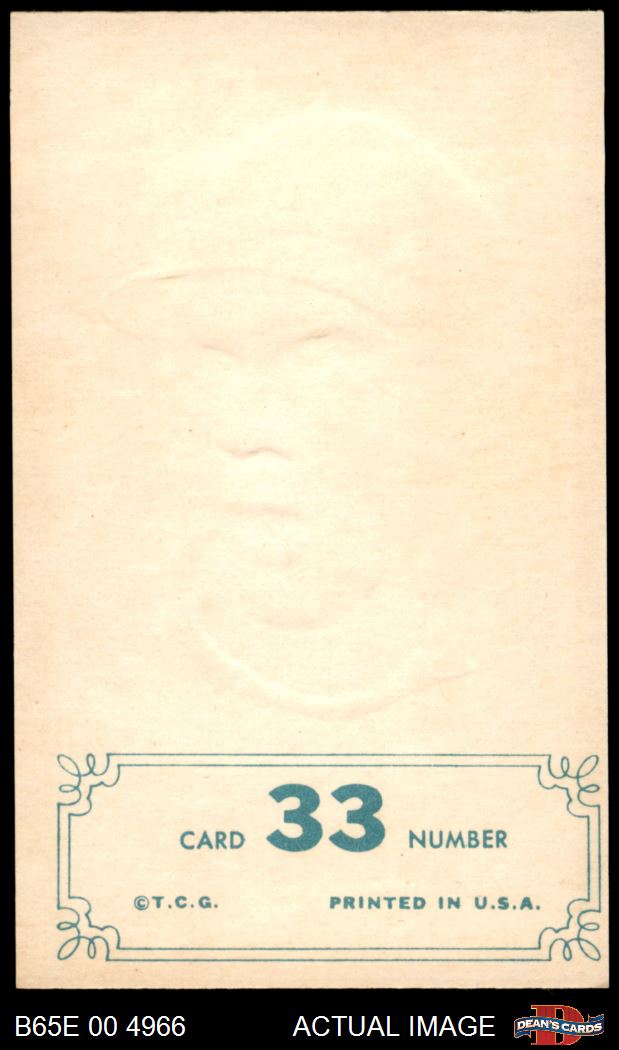 CARD 33 NUMBER
©T.C.G. PRINTED IN U.S.A.
B65E 00 4966 ACTUAL IMAGE DEAN'S CARDS